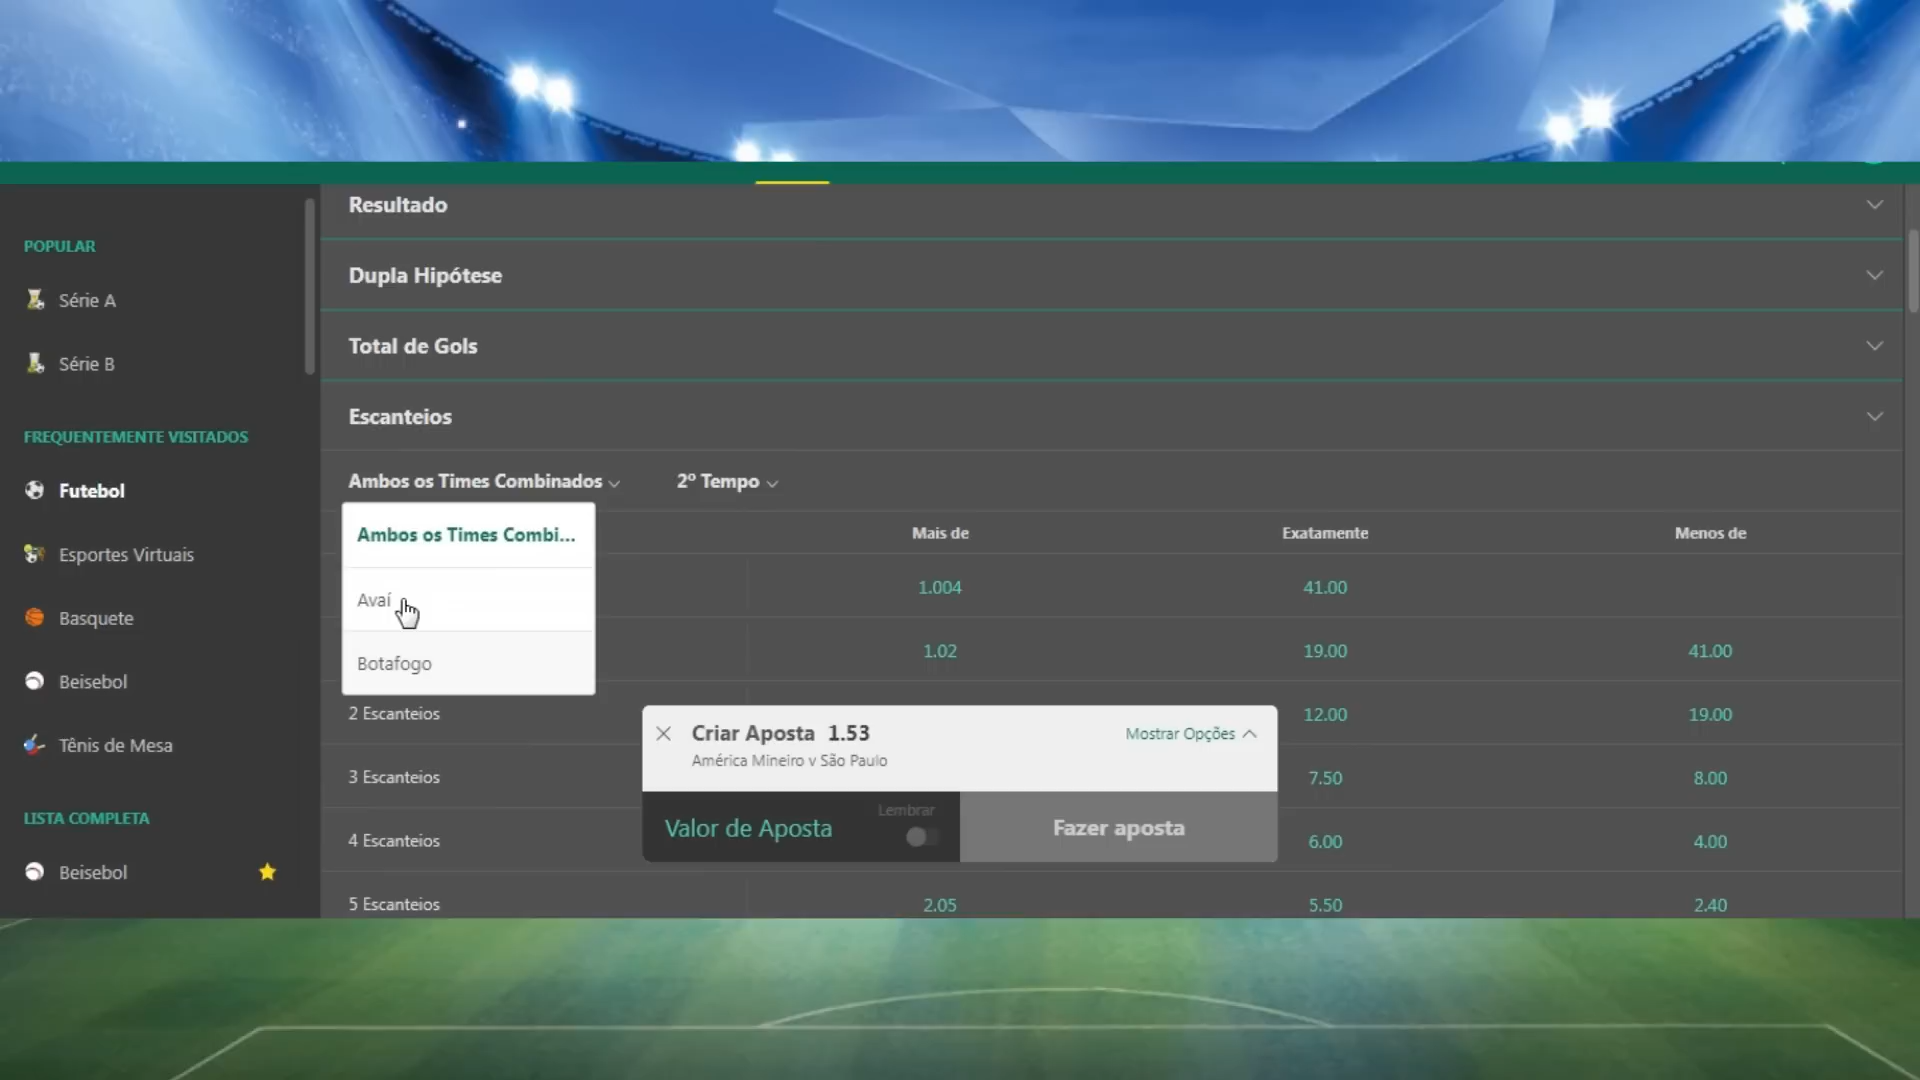 POPULAR
Série A
Série B
FREQUENTEMENTE VISITADOS
Futebol
Esportes Virtuais
Basquete
Beisebol
Tênis de Mesa
LISTA COMPLETA
Beisebol
Resultado
Dupla Hipótese
Total de Gols
Escanteios
Ambos os Times Combinados 2º Tempo
Ambos os Times Combi...
Avaí
Botafogo
Mais de Exatamente Menos de
1.004 41.00
1.02 19.00 41.00
2 Escanteios 12.00 19.00
3 Escanteios 7.50 8.00
4 Escanteios 6.00 4.00
5 Escanteios 2.05 5.50 2.40
Criar Aposta 1.53 Mostrar Opções
América Mineiro v São Paulo
Valor de Aposta Lembrar
Fazer aposta